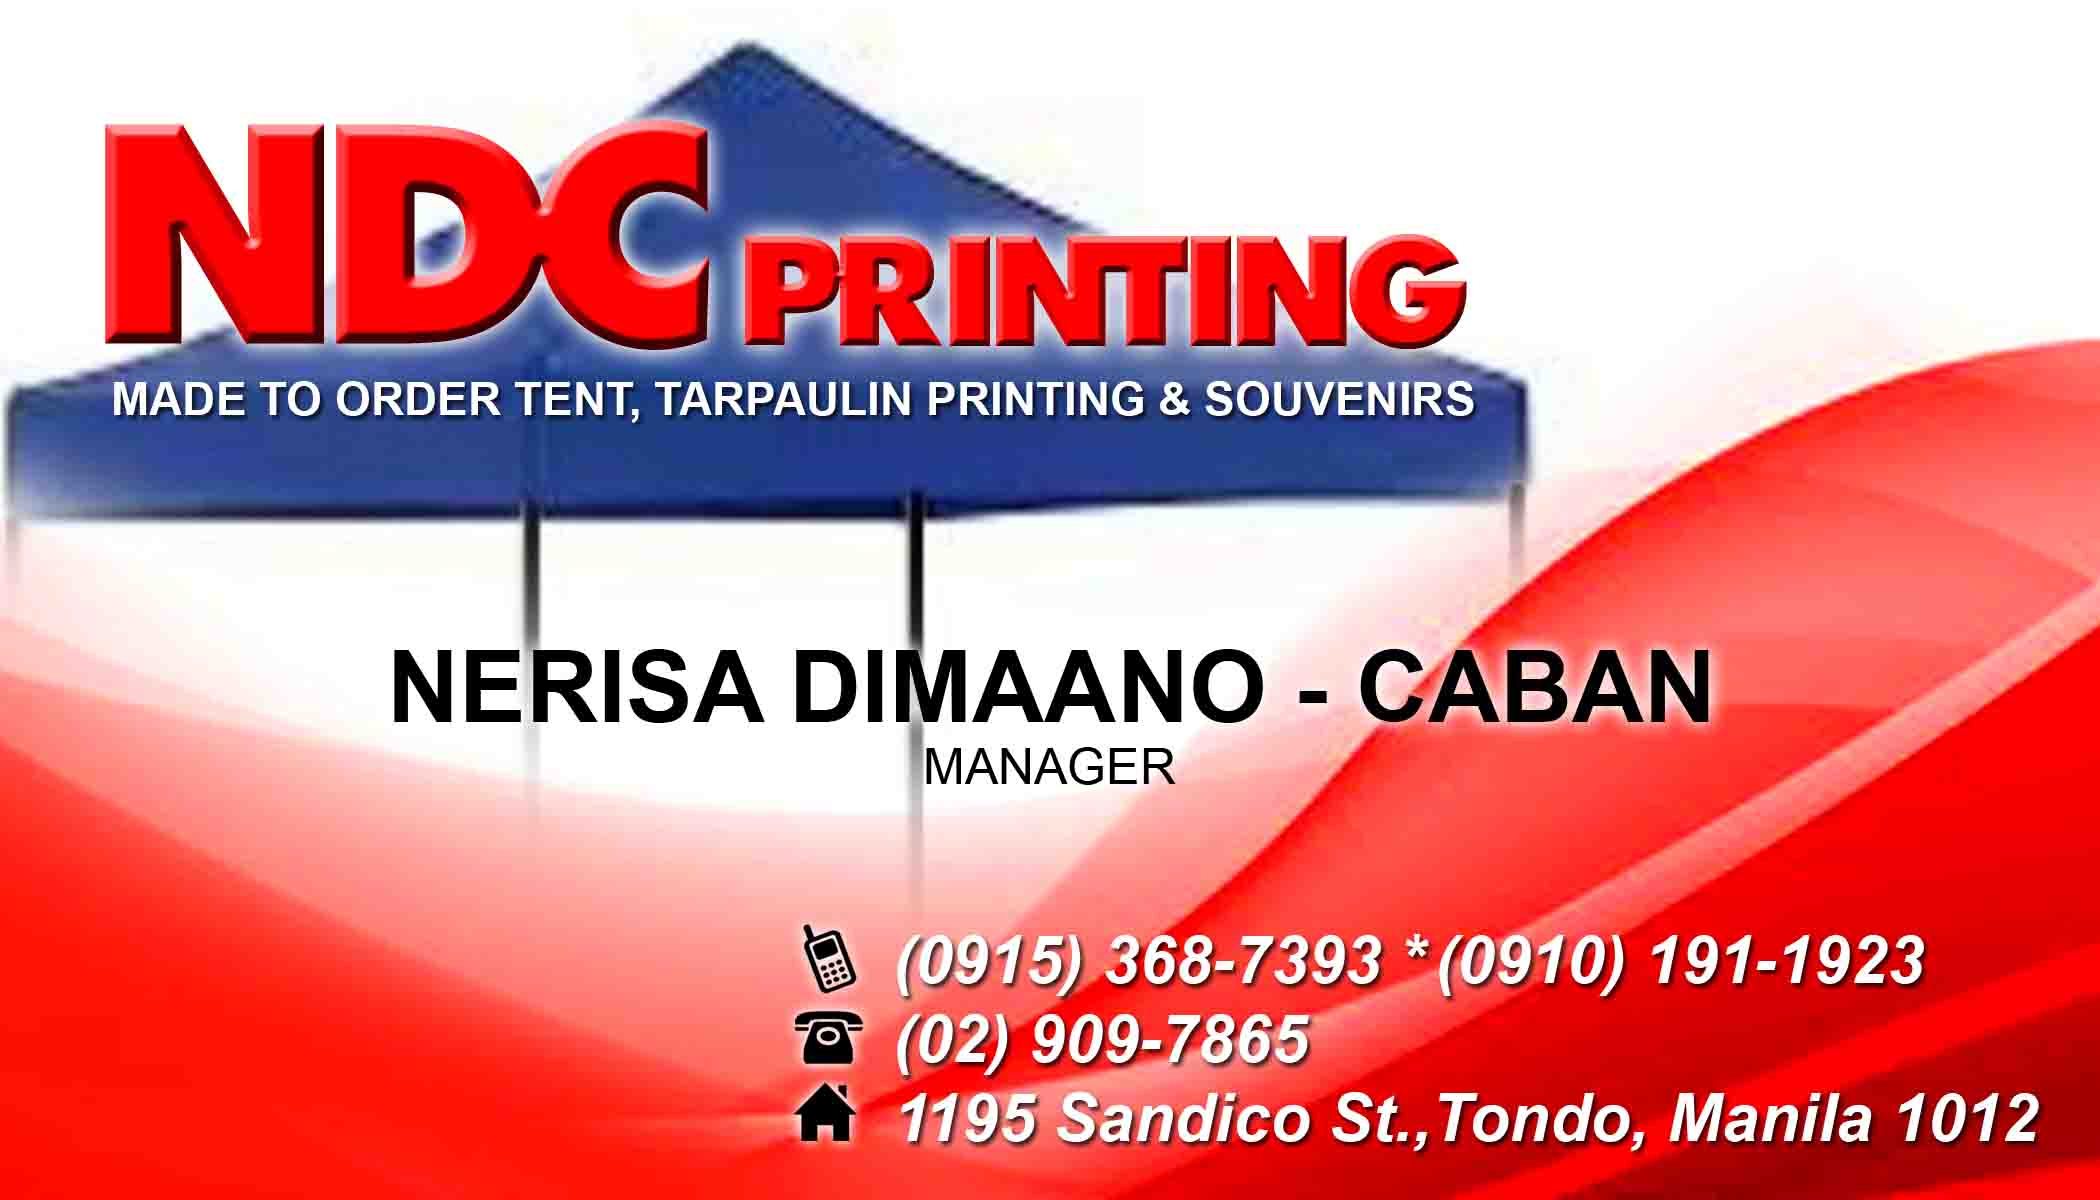 NDC PRINTING
MADE TO ORDER TENT, TARPAULIN PRINTING & SOUVENIRS
NERISA DIMAANO - CABAN
MANAGER
(0915) 368-7393 * (0910) 191-1923
(02) 909-7865
1195 Sandico St.,Tondo, Manila 1012